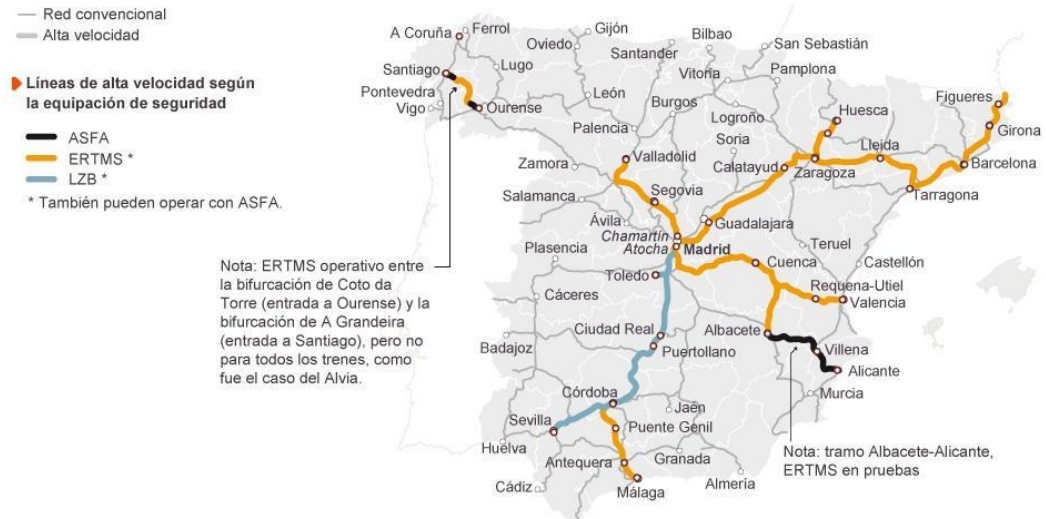 Red convencional
Alta velocidad
Líneas de alta velocidad según
la equipación de seguridad
ASFA
ERTMS *
LZB *
* También pueden operar con ASFA.
Nota: ERTMS operativo entre
la bifurcación de Coto da
Torre (entrada a Ourense) y la
bifurcación de A Grandeira
(entrada a Santiago), pero no
para todos los trenes, como
fue el caso del Alvia.
A Coruña
Ferrol
Santiago
Lugo
Pontevedra
Vigo
Ourense
Oviedo
Gijón
León
Santander
Bilbao
San Sebastián
Vitoria
Pamplona
Burgos
Logroño
Palencia
Soria
Huesca
Figueres
Girona
Lleida
Barcelona
Tarragona
Zaragoza
Calatayud
Zamora
Valladolid
Salamanca
Segovia
Ávila
Guadalajara
Chamartín
Atocha
Madrid
Plasencia
Toledo
Cuenca
Teruel
Castellón
Requena-Utiel
Valencia
Cáceres
Ciudad Real
Puertollano
Albacete
Villena
Alicante
Murcia
Badajoz
Córdoba
Jaén
Sevilla
Puente Genil
Huelva
Antequera
Granada
Cádiz
Málaga
Almería
Nota: tramo Albacete-Alicante,
ERTMS en pruebas